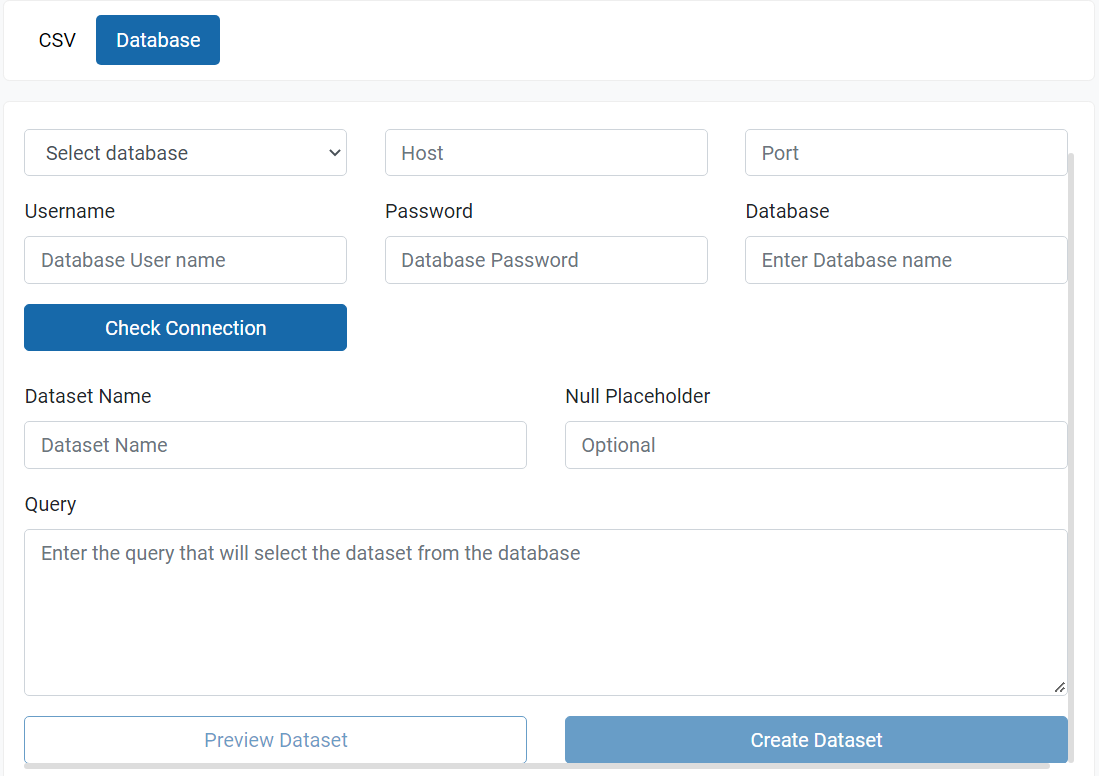 CSV Database
Select database Host Port
Username Password Database
Database User name Database Password Enter Database name
Check Connection
Dataset Name Null Placeholder
Dataset Name Optional
Query
Enter the query that will select the dataset from the database
Preview Dataset Create Dataset